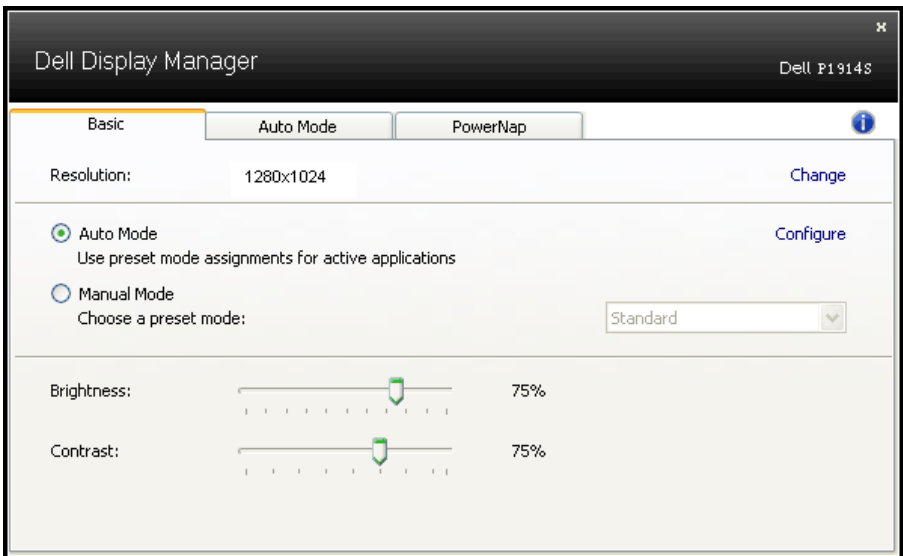 Dell Display Manager
Dell P1914S
Basic
Auto Mode
PowerNap
Resolution:
1280x1024
Change
Auto Mode
Configure
Use preset mode assignments for active applications
Manual Mode
Choose a preset mode:
Standard
Brightness:
75%
Contrast:
75%